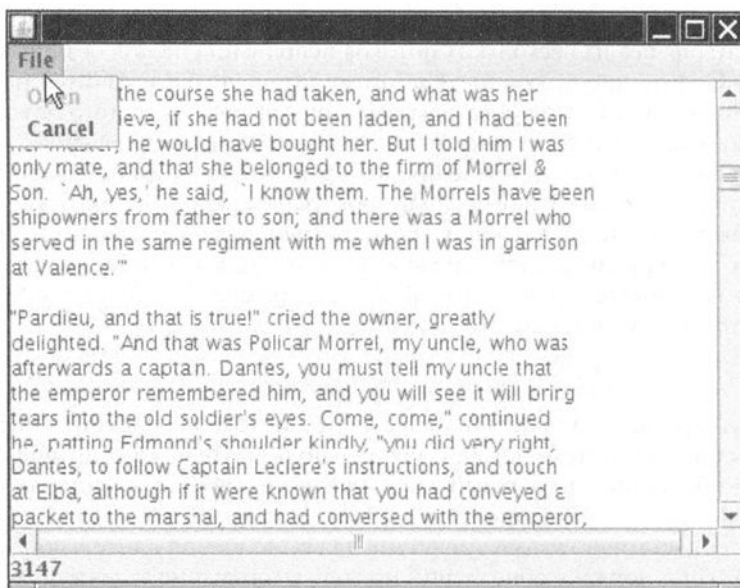 File
Open
Cancel
the course she had taken, and what was her
ieve, if she had not been laden, and I had been
her master, he would have bought her. But I told him I was
only mate, and that she belonged to the firm of Morrel &
Son. `Ah, yes,' he said, `I know them. The Morrels have been
shipowners from father to son; and there was a Morrel who
served in the same regiment with me when I was in garrison
at Valence.'"
"Pardieu, and that is true!" cried the owner, greatly
delighted. "And that was Policar Morrel, my uncle, who was
afterwards a captain. Dantes, you must tell my uncle that
the emperor remembered him, and you will see it will bring
tears into the old soldier's eyes. Come, come," continued
he, patting Edmond's shoulder kindly, "you did very right,
Dantes, to follow Captain Leclere's instructions, and touch
at Elba, although if it were known that you had conveyed a
packet to the marshal, and had conversed with the emperor,
3147